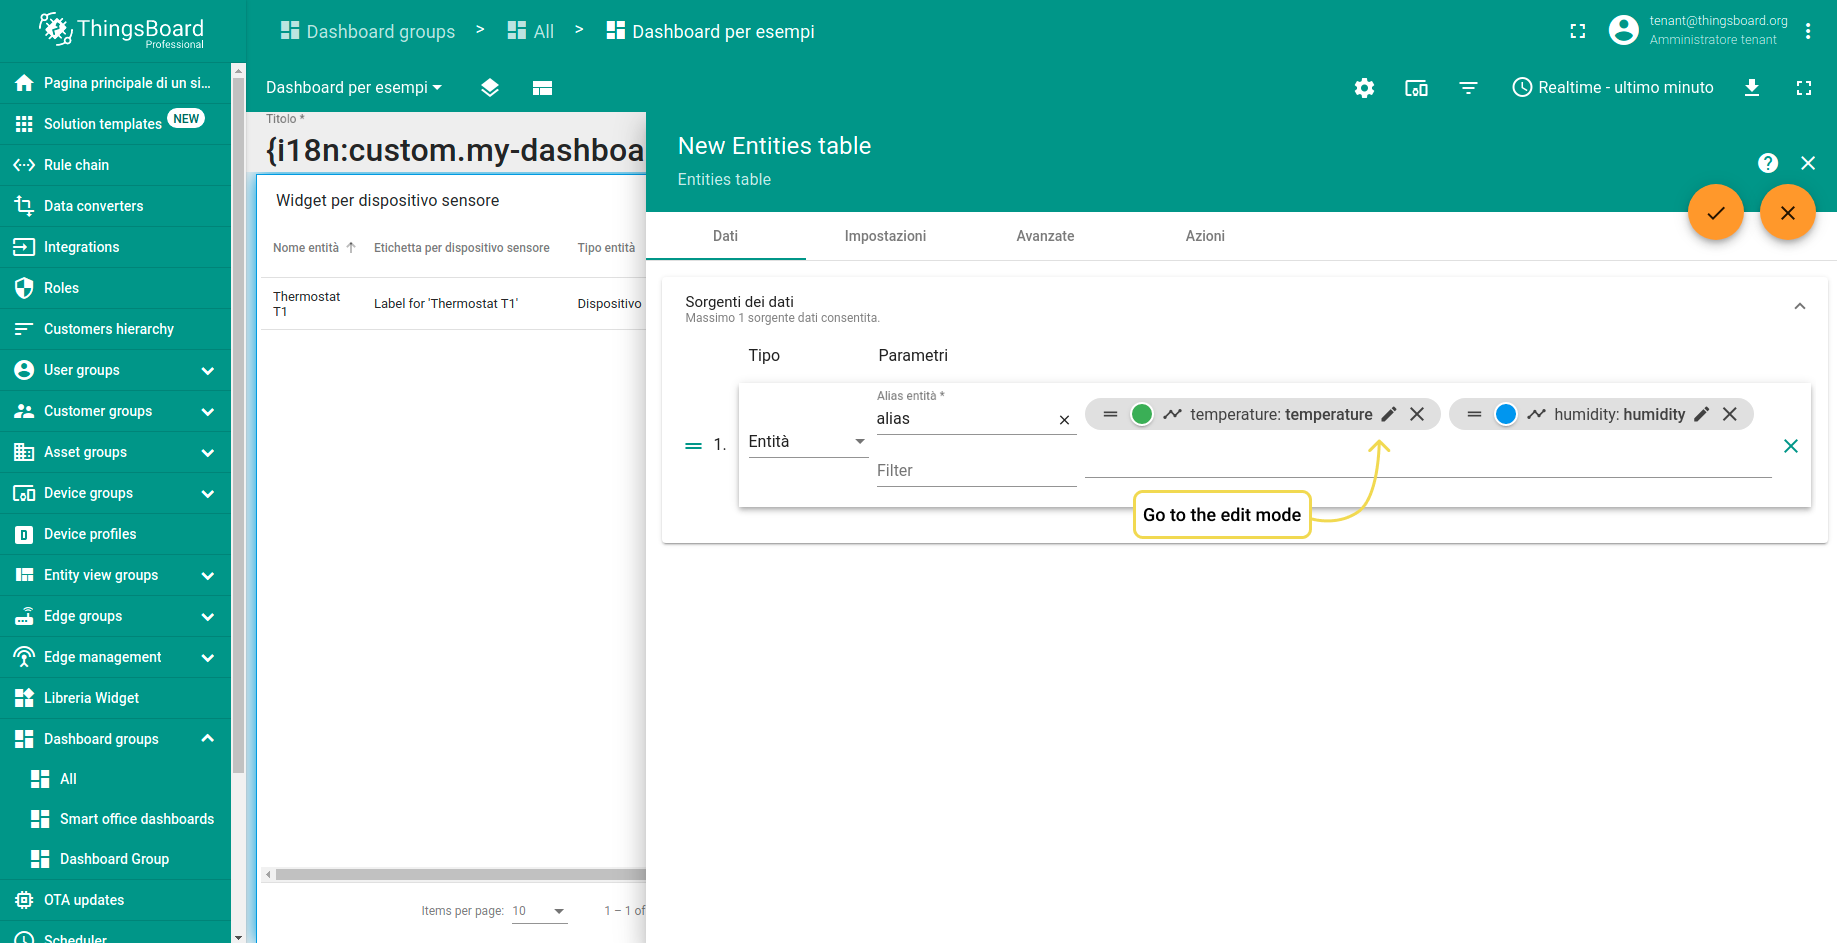 ThingsBoard
Professional
Dashboard groups > All > Dashboard per esempi
tenant@thingsboard.org
Amministratore tenant
Pagina principale di un si...
Solution templates NEW
Rule chain
Data converters
Integrations
Roles
Customers hierarchy
User groups
Customer groups
Asset groups
Device groups
Device profiles
Entity view groups
Edge groups
Edge management
Libreria Widget
Dashboard groups
All
Smart office dashboards
Dashboard Group
OTA updates
Scheduler
Dashboard per esempi
Realtime - ultimo minuto
Titolo *
{i18n:custom.my-dashboa
Widget per dispositivo sensore
Nome entità Etichetta per dispositivo sensore Tipo entità
Thermostat
T1
Label for 'Thermostat T1'
Dispositivo
Items per page: 10 1 – 1 of
New Entities table
Entities table
Dati Impostazioni Avanzate Azioni
Sorgenti dei dati
Massimo 1 sorgente dati consentita.
Tipo Parametri
1.
Entità
Alias entità *
alias
Filter
temperature: temperature
humidity: humidity
Go to the edit mode